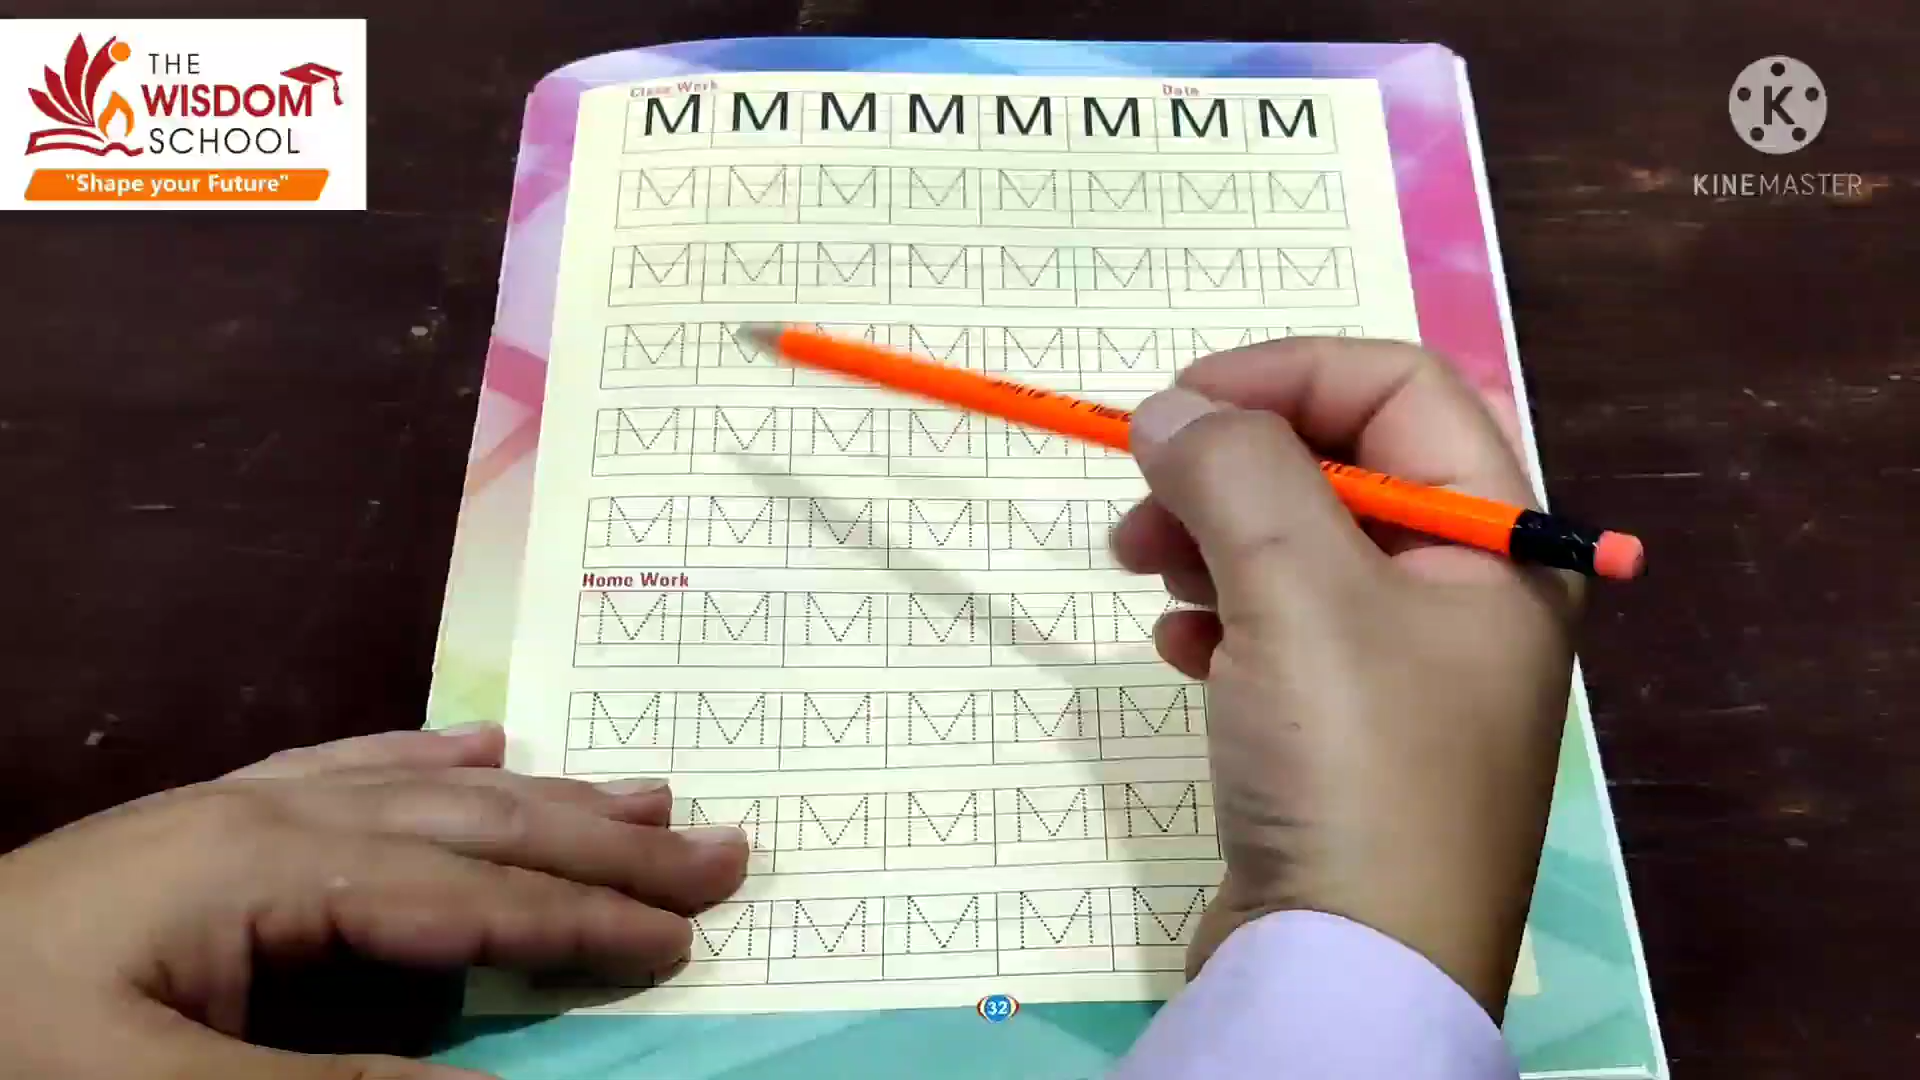 THE
WISDOM
SCHOOL
"Shape your Future"
K
KINEMASTER
Class Work Date
M M M M M M M M
M M M M M M M M
M M M M M M M M
M M M M M M M M
M M M M M
M M M M M
Home Work
M M M M M M
M M M M M M
M M M M M
M M M M M
32